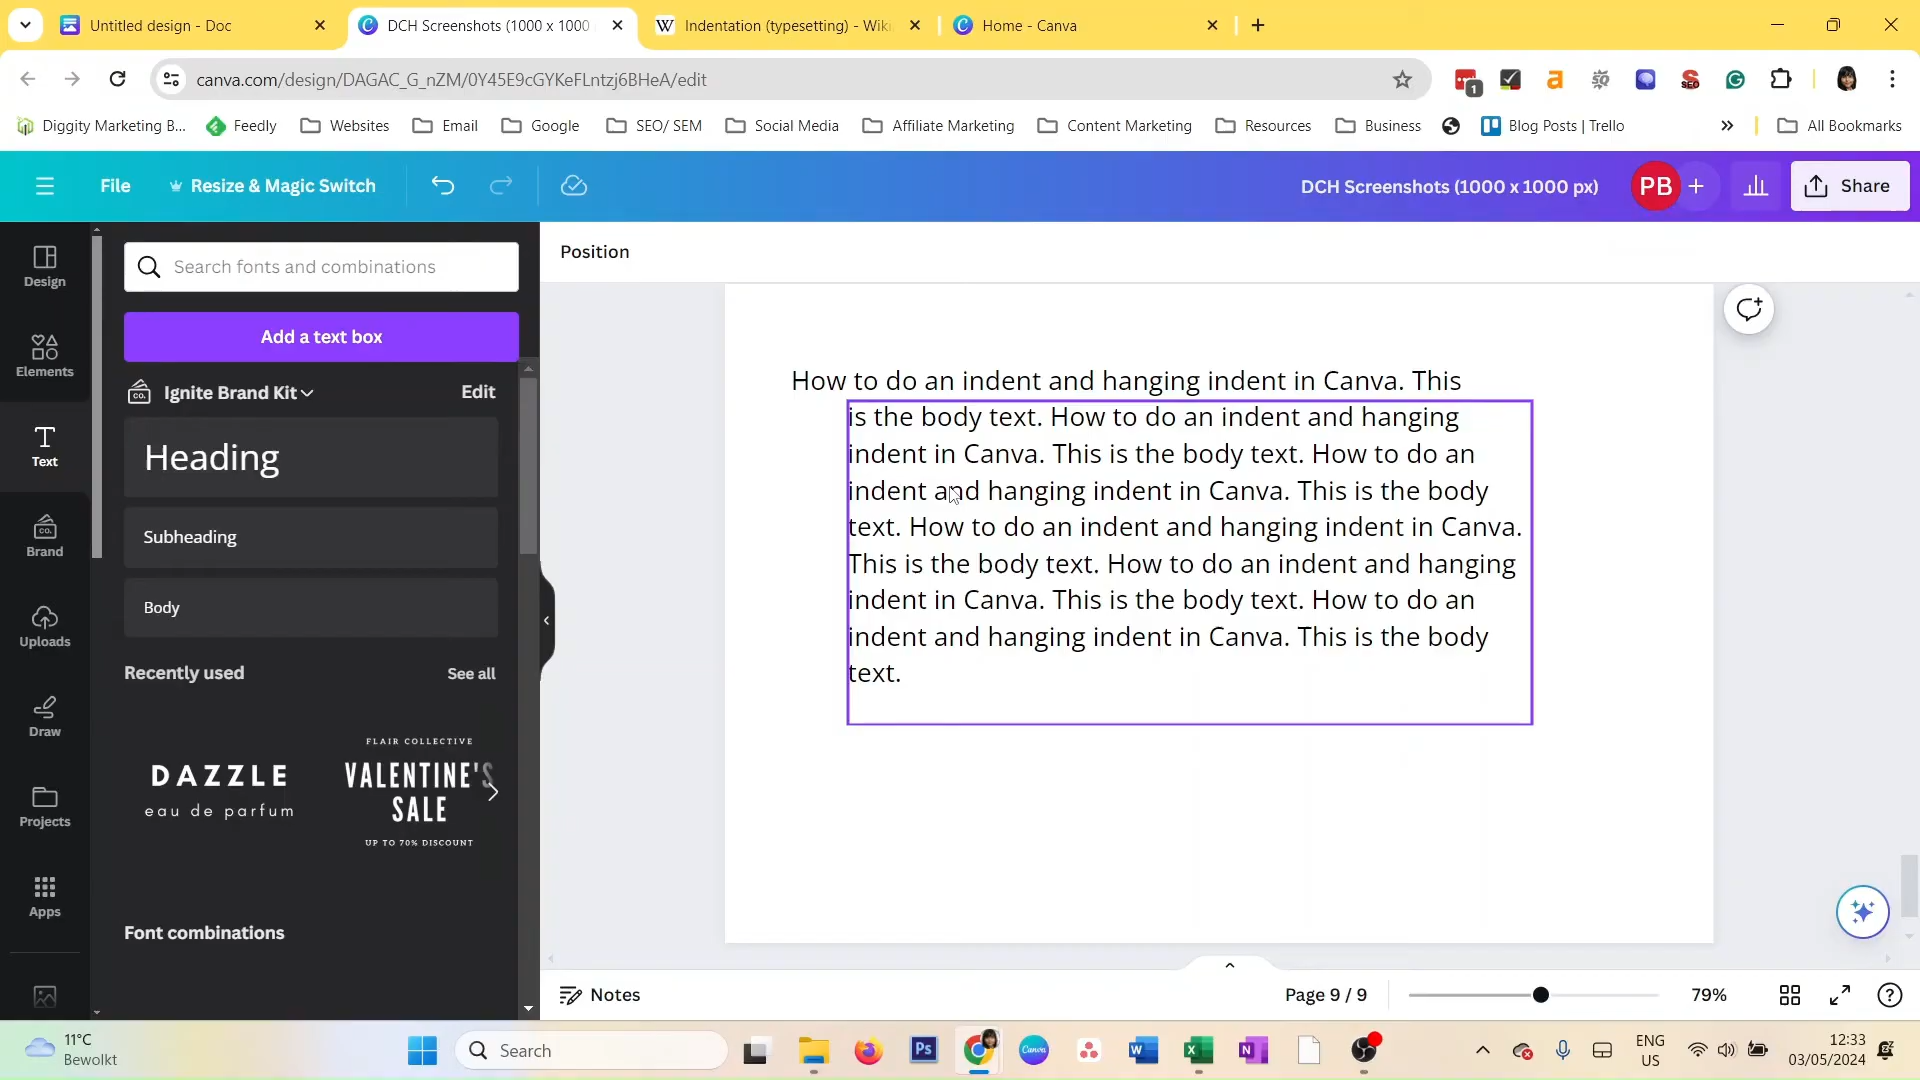 Untitled design - Doc
DCH Screenshots (1000 x 1000
Indentation (typesetting) - Wiki
Home - Canva
canva.com/design/DAGAC_G_nZM/0Y45E9cGYKeFLntzj6BHeA/edit
1
SEO
Diggity Marketing B...
Feedly
Websites
Email
Google
SEO/ SEM
Social Media
Affiliate Marketing
Content Marketing
Resources
Business
Blog Posts | Trello
All Bookmarks
File
Resize & Magic Switch
DCH Screenshots (1000 x 1000 px)
PB
Share
Design
Elements
Text
Brand
Uploads
Draw
Projects
Apps
Search fonts and combinations
Add a text box
Ignite Brand Kit
Edit
Heading
Subheading
Body
Recently used
See all
DAZZLE
eau de parfum
FLAIR COLLECTIVE
VALENTINE'S
SALE
UP TO 70% DISCOUNT
Font combinations
Position
How to do an indent and hanging indent in Canva. This
is the body text. How to do an indent and hanging
indent in Canva. This is the body text. How to do an
indent and hanging indent in Canva. This is the body
text. How to do an indent and hanging indent in Canva.
This is the body text. How to do an indent and hanging
indent in Canva. This is the body text. How to do an
indent and hanging indent in Canva. This is the body
text.
Notes
Page 9 / 9
79%
11°C
Bewolkt
Search
Ps
Canva
ENG
US
12:33
03/05/2024